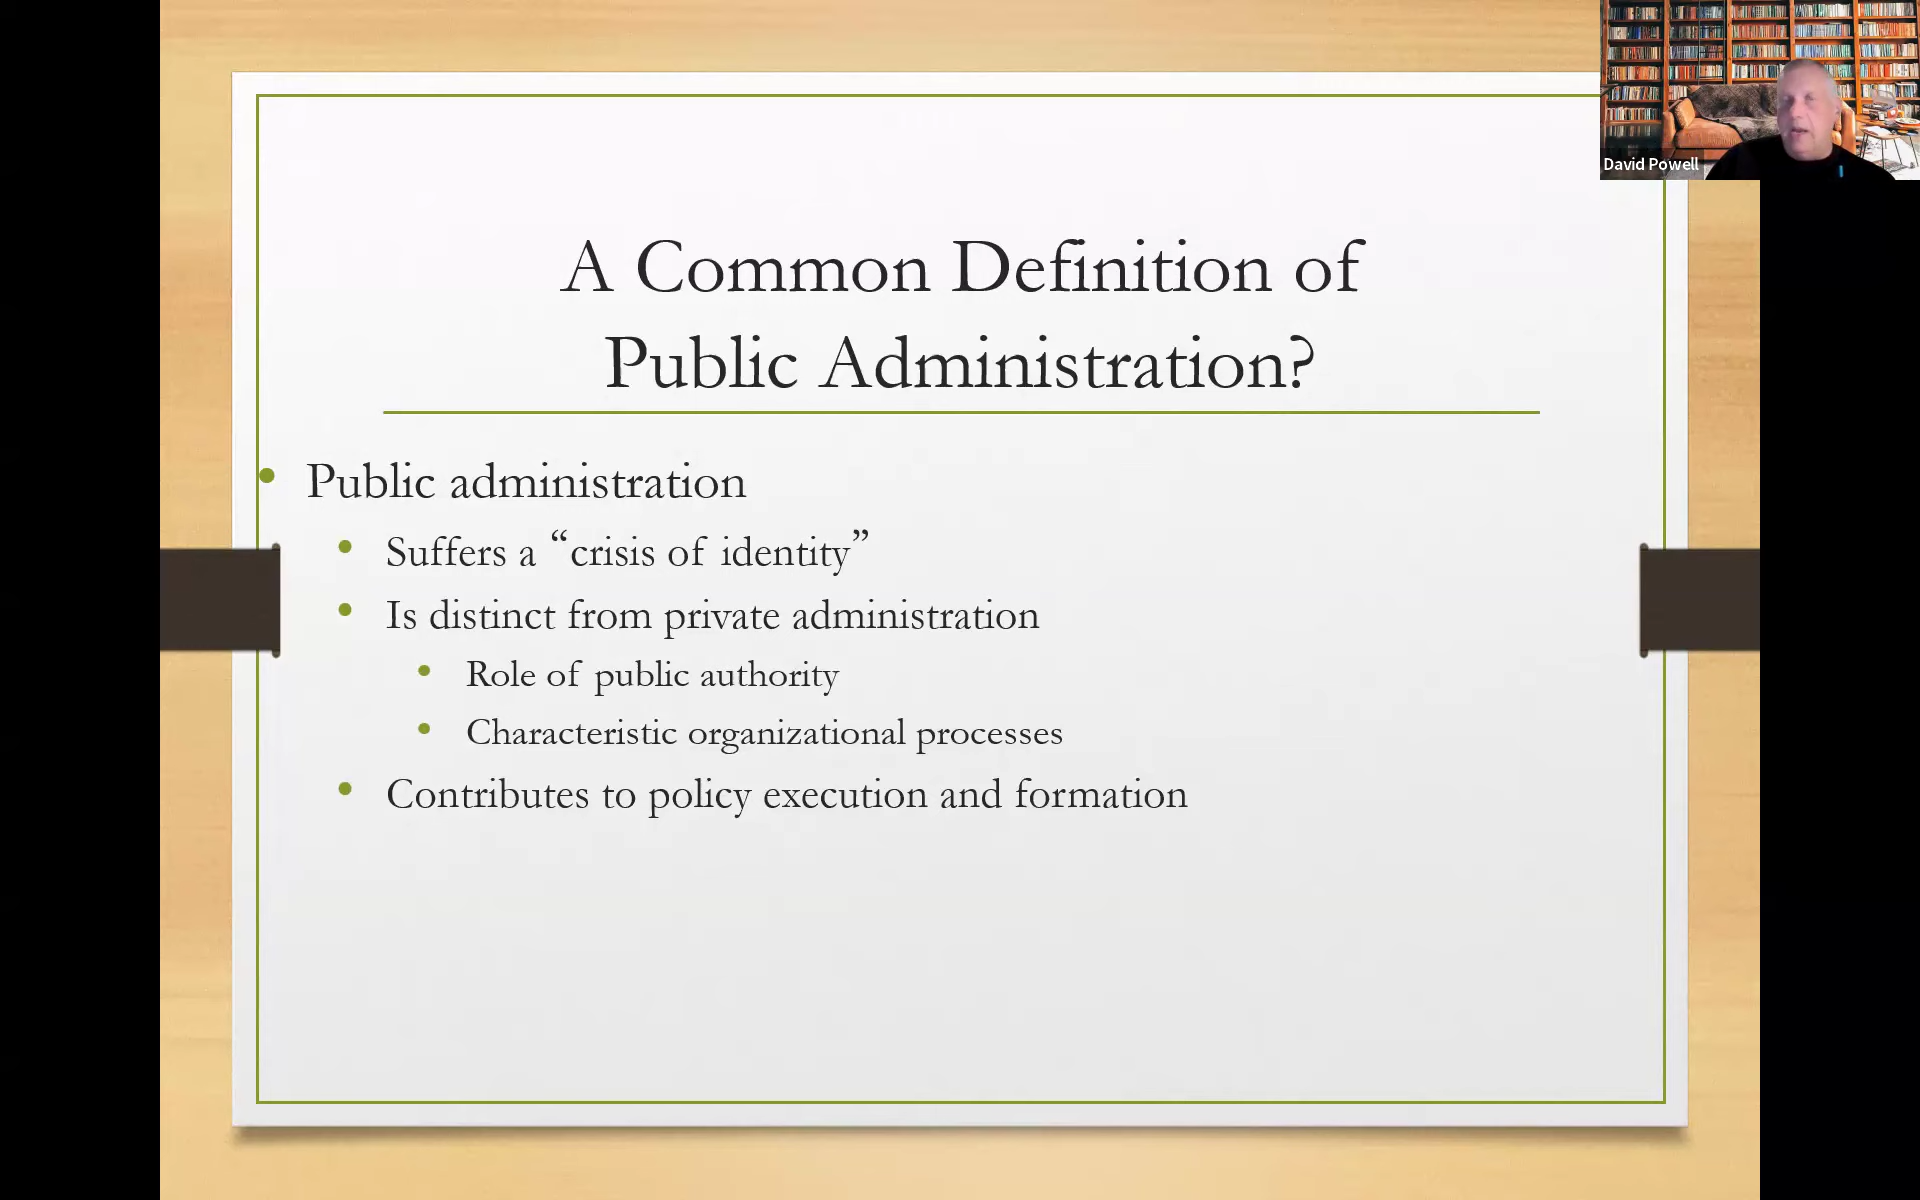 David Powell
A Common Definition of
Public Administration?
• Public administration
• Suffers a “crisis of identity”
• Is distinct from private administration
• Role of public authority
• Characteristic organizational processes
• Contributes to policy execution and formation